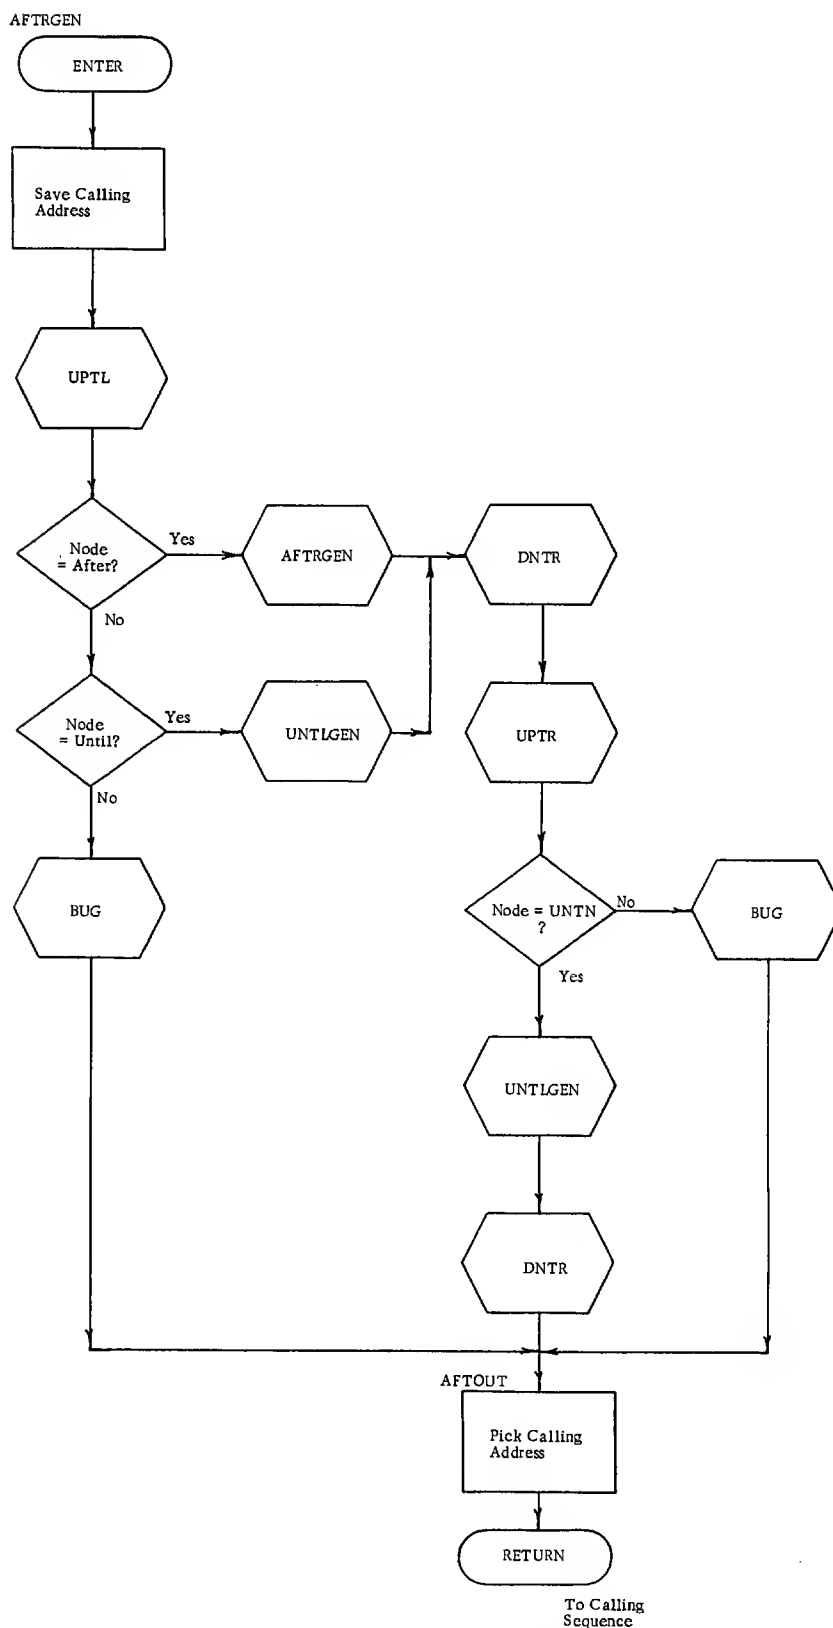 AFTRGEN
ENTER
Save Calling
Address
UPTL
Node
= After?
Yes
No
AFTRGEN
DNTR
Node
= Until?
Yes
No
UNTLGEN
UPTR
BUG
Node = UNTN
?
No
Yes
BUG
UNTLGEN
DNTR
AFTOUT
Pick Calling
Address
RETURN
To Calling
Sequence